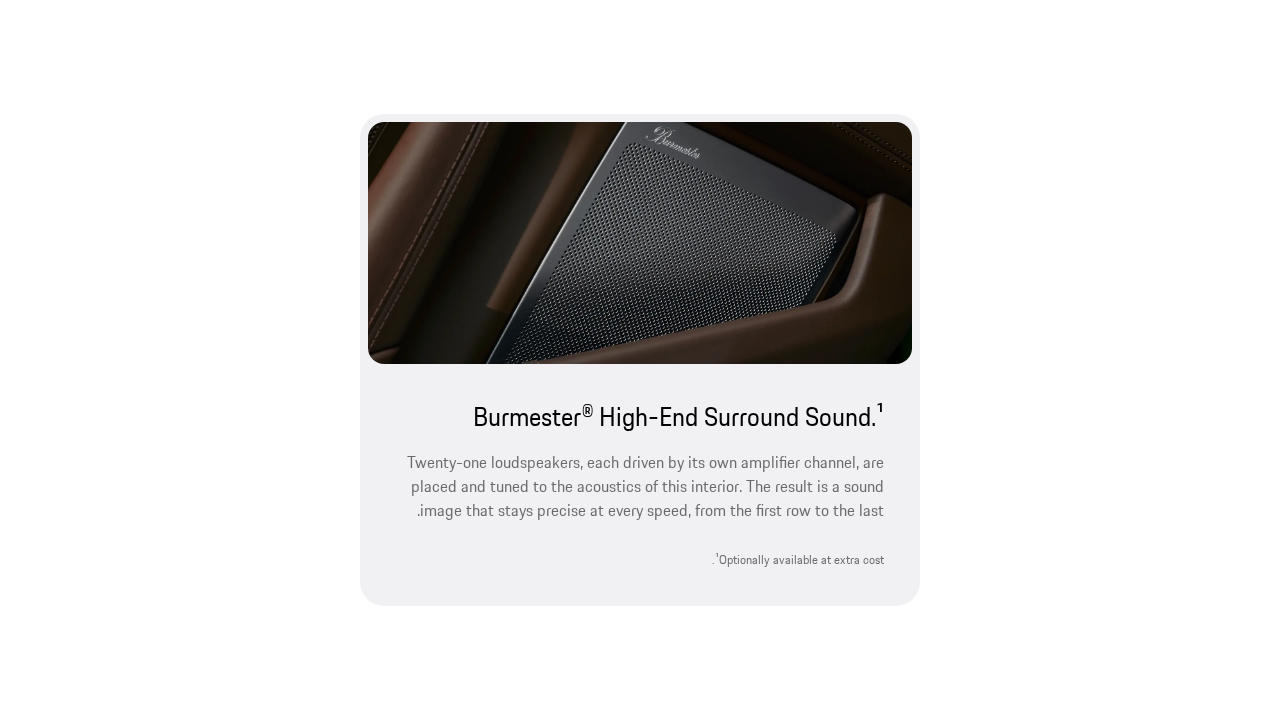 Burmester
Burmester® High-End Surround Sound.¹
Twenty-one loudspeakers, each driven by its own amplifier channel, are
placed and tuned to the acoustics of this interior. The result is a sound
image that stays precise at every speed, from the first row to the last.
¹Optionally available at extra cost.